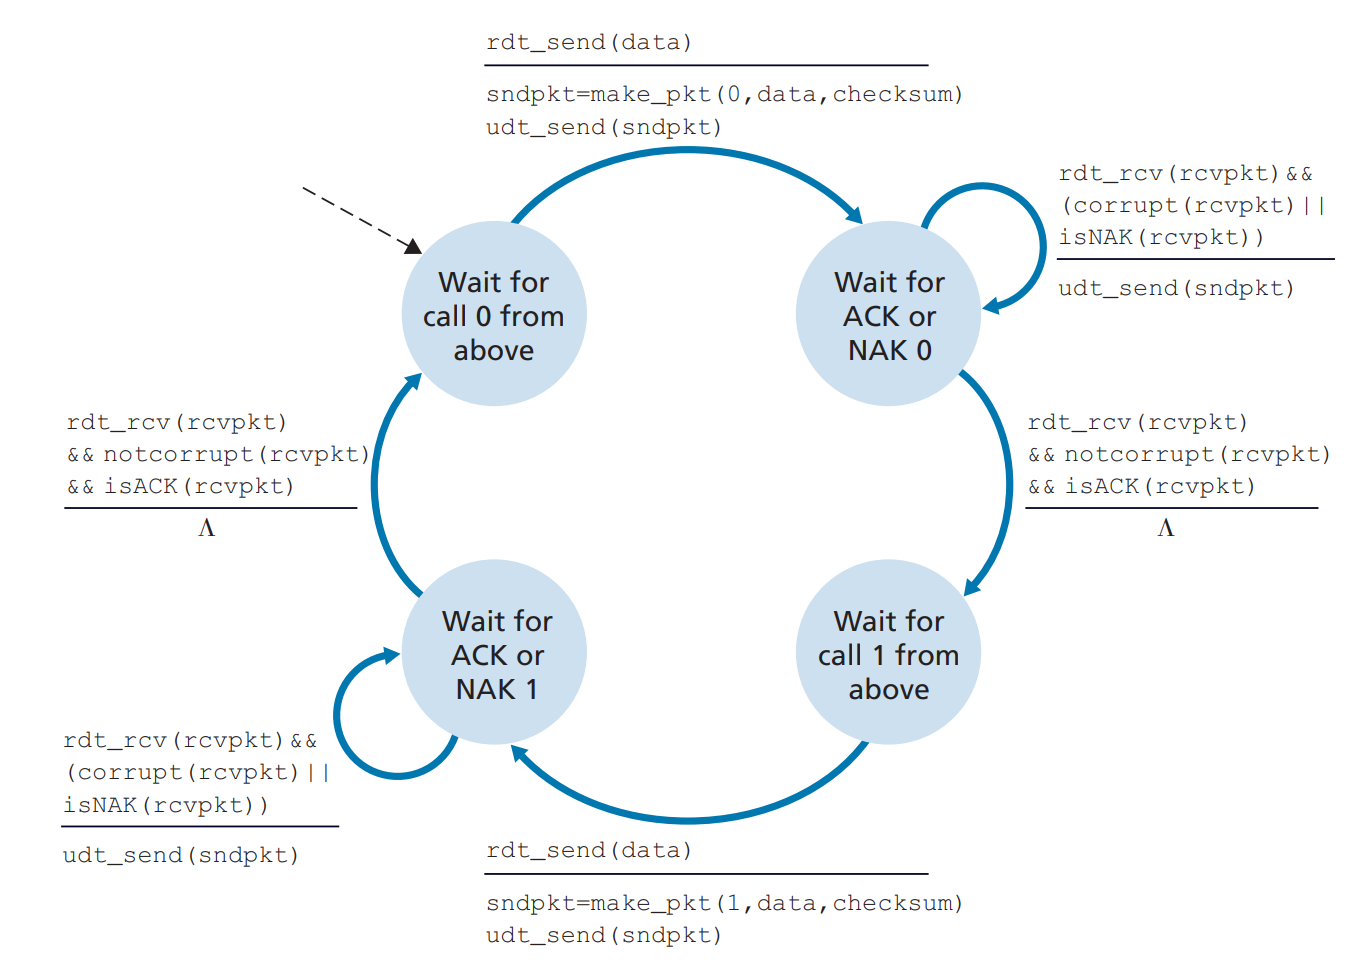 rdt_send(data)
sndpkt=make_pkt(0,data,checksum)
udt_send(sndpkt)
rdt_rcv(rcvpkt)&&
(corrupt(rcvpkt)||
isNAK(rcvpkt))
udt_send(sndpkt)
Wait for
call 0 from
above
Wait for
ACK or
NAK 0
rdt_rcv(rcvpkt)
&& notcorrupt(rcvpkt)
&& isACK(rcvpkt)
Λ
rdt_rcv(rcvpkt)
&& notcorrupt(rcvpkt)
&& isACK(rcvpkt)
Λ
Wait for
ACK or
NAK 1
Wait for
call 1 from
above
rdt_rcv(rcvpkt)&&
(corrupt(rcvpkt)||
isNAK(rcvpkt))
udt_send(sndpkt)
rdt_send(data)
sndpkt=make_pkt(1,data,checksum)
udt_send(sndpkt)